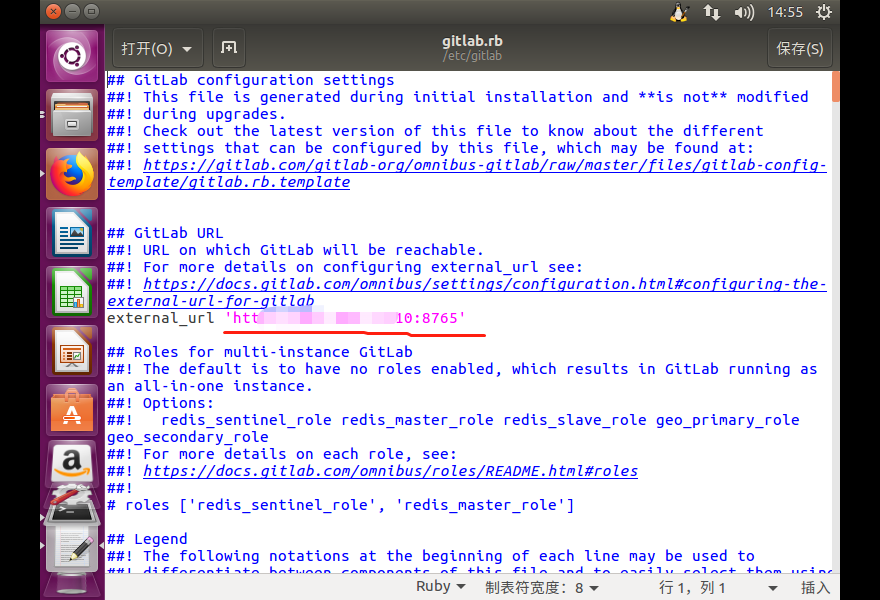 14:55
打开(O)
gitlab.rb
/etc/gitlab
保存(S)
## GitLab configuration settings
##! This file is generated during initial installation and **is not** modified
##! during upgrades.
##! Check out the latest version of this file to know about the different
##! settings that can be configured by this file, which may be found at:
##! https://gitlab.com/gitlab-org/omnibus-gitlab/raw/master/files/gitlab-config-
template/gitlab.rb.template
## GitLab URL
##! URL on which GitLab will be reachable.
##! For more details on configuring external_url see:
##! https://docs.gitlab.com/omnibus/settings/configuration.html#configuring-the-
external-url-for-gitlab
external_url 'htt 10:8765'
## Roles for multi-instance GitLab
##! The default is to have no roles enabled, which results in GitLab running as
an all-in-one instance.
##! Options:
##!   redis_sentinel_role redis_master_role redis_slave_role geo_primary_role
geo_secondary_role
##! For more details on each role, see:
##! https://docs.gitlab.com/omnibus/roles/README.html#roles
##!
# roles ['redis_sentinel_role', 'redis_master_role']
## Legend
##! The following notations at the beginning of each line may be used to
##! differentiate between components of this file and to easily select them using
Ruby
制表符宽度：8
行 1，列 1
插入